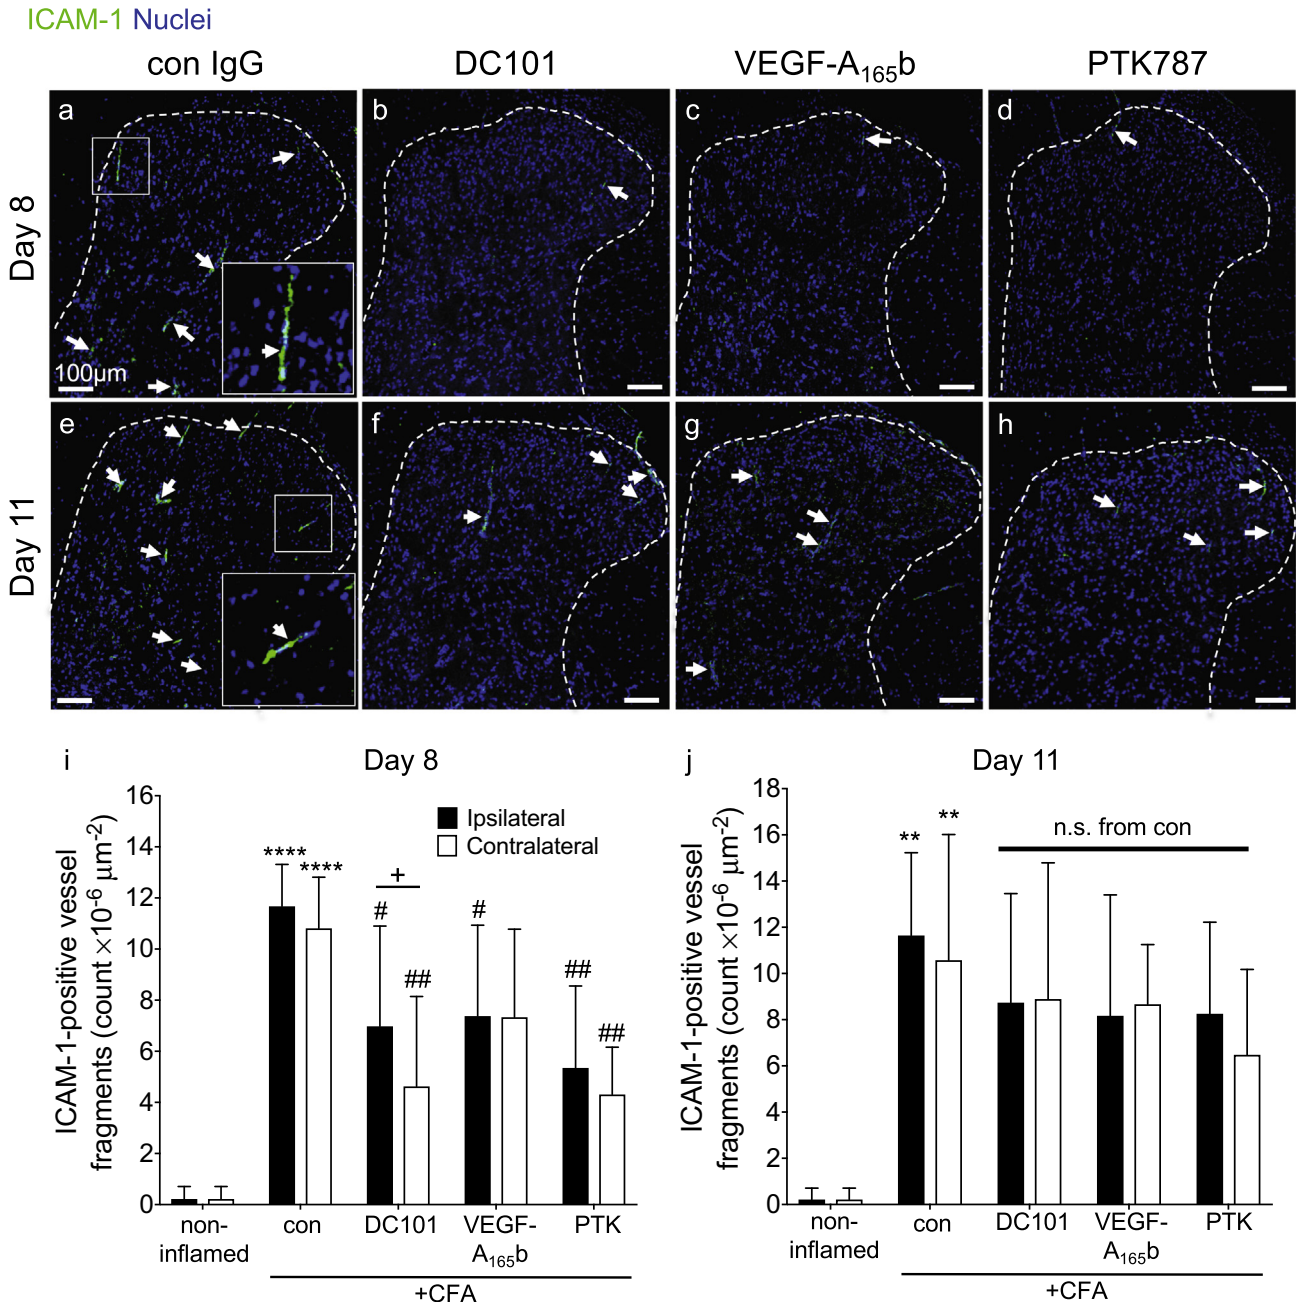 ICAM-1 Nuclei
con IgG DC101 VEGF-A₁₆₅b PTK787
Day 8
a b c d
100μm
Day 11
e f g h
i Day 8
ICAM-1-positive vessel
fragments (count ×10⁻⁶ μm⁻²)
16
14
12
10
8
6
4
2
0
Ipsilateral
Contralateral
**** ****
+
# ## # ## ##
non-
inflamed
con DC101 VEGF-
A₁₆₅b
PTK
+CFA
j Day 11
ICAM-1-positive vessel
fragments (count ×10⁻⁶ μm⁻²)
18
16
14
12
10
8
6
4
2
0
** **
n.s. from con
non-
inflamed
con DC101 VEGF-
A₁₆₅b
PTK
+CFA